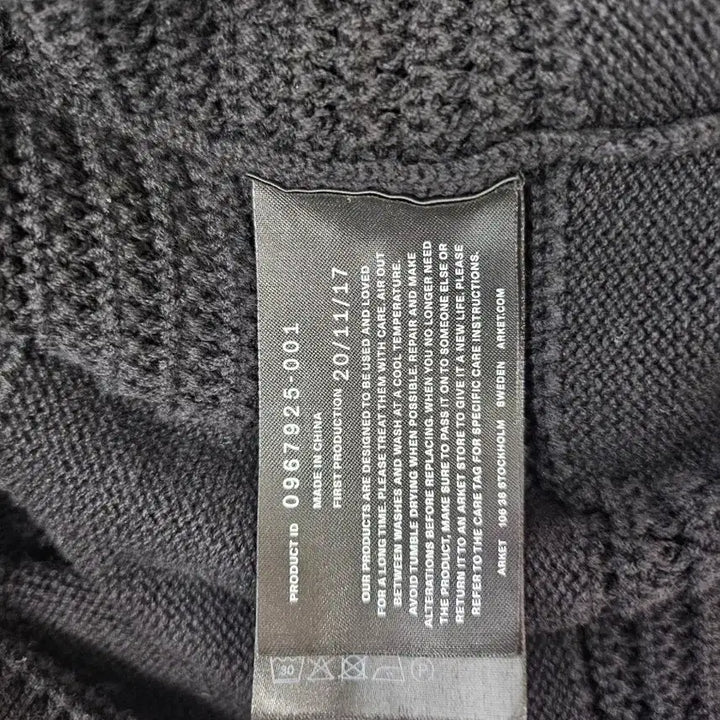 PRODUCT ID 0967925-001
MADE IN CHINA
FIRST PRODUCTION 20/11/17
OUR PRODUCTS ARE DESIGNED TO BE USED AND LOVED
FOR A LONG TIME. PLEASE TREAT THEM WITH CARE. AIR OUT
BETWEEN WASHES AND WASH AT A COOL TEMPERATURE.
AVOID TUMBLE DRYING WHEN POSSIBLE. REPAIR AND MAKE
ALTERATIONS BEFORE REPLACING. WHEN YOU NO LONGER NEED
THE PRODUCT, MAKE SURE TO PASS IT ON TO SOMEONE ELSE OR
RETURN IT TO AN ARKET STORE TO GIVE IT A NEW LIFE. PLEASE
REFER TO THE CARE TAG FOR SPECIFIC CARE INSTRUCTIONS.
ARKET 106 38 STOCKHOLM SWEDEN ARKET.COM
30 P